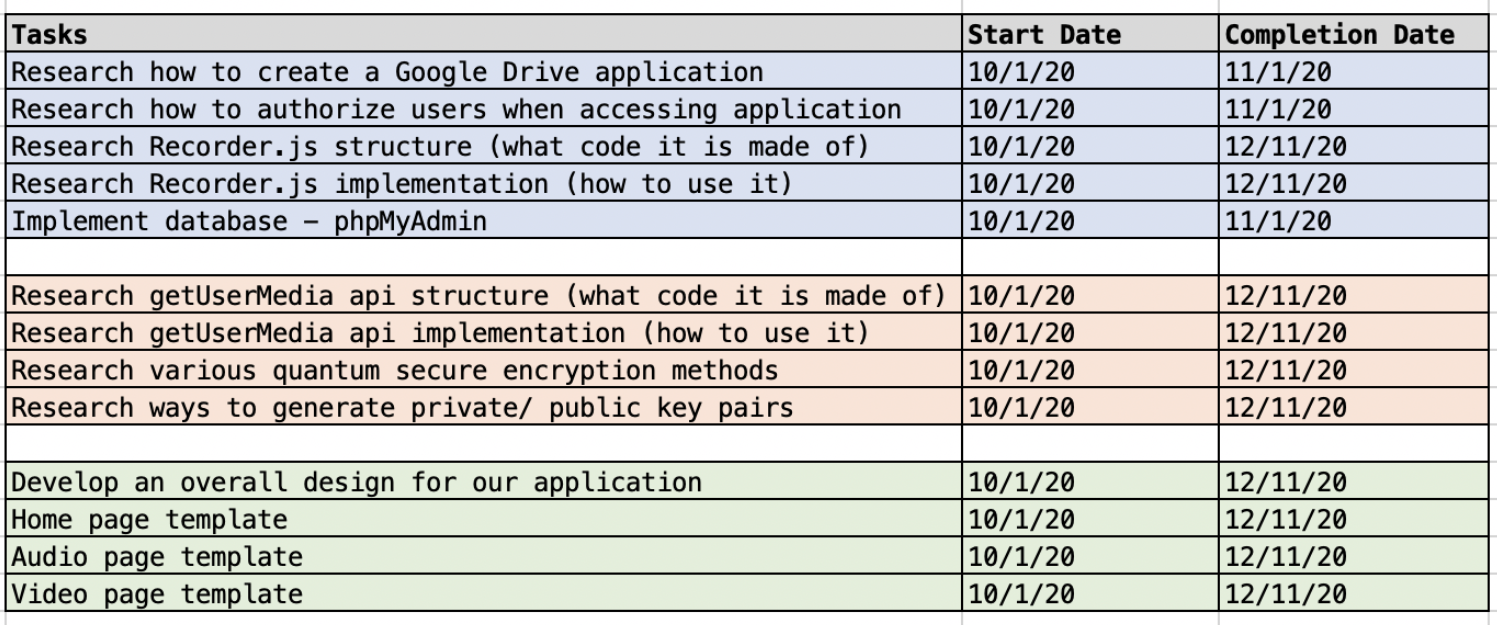 Tasks Start Date Completion Date
Research how to create a Google Drive application 10/1/20 11/1/20
Research how to authorize users when accessing application 10/1/20 11/1/20
Research Recorder.js structure (what code it is made of) 10/1/20 12/11/20
Research Recorder.js implementation (how to use it) 10/1/20 12/11/20
Implement database – phpMyAdmin 10/1/20 11/1/20
Research getUserMedia api structure (what code it is made of) 10/1/20 12/11/20
Research getUserMedia api implementation (how to use it) 10/1/20 12/11/20
Research various quantum secure encryption methods 10/1/20 12/11/20
Research ways to generate private/ public key pairs 10/1/20 12/11/20
Develop an overall design for our application 10/1/20 12/11/20
Home page template 10/1/20 12/11/20
Audio page template 10/1/20 12/11/20
Video page template 10/1/20 12/11/20